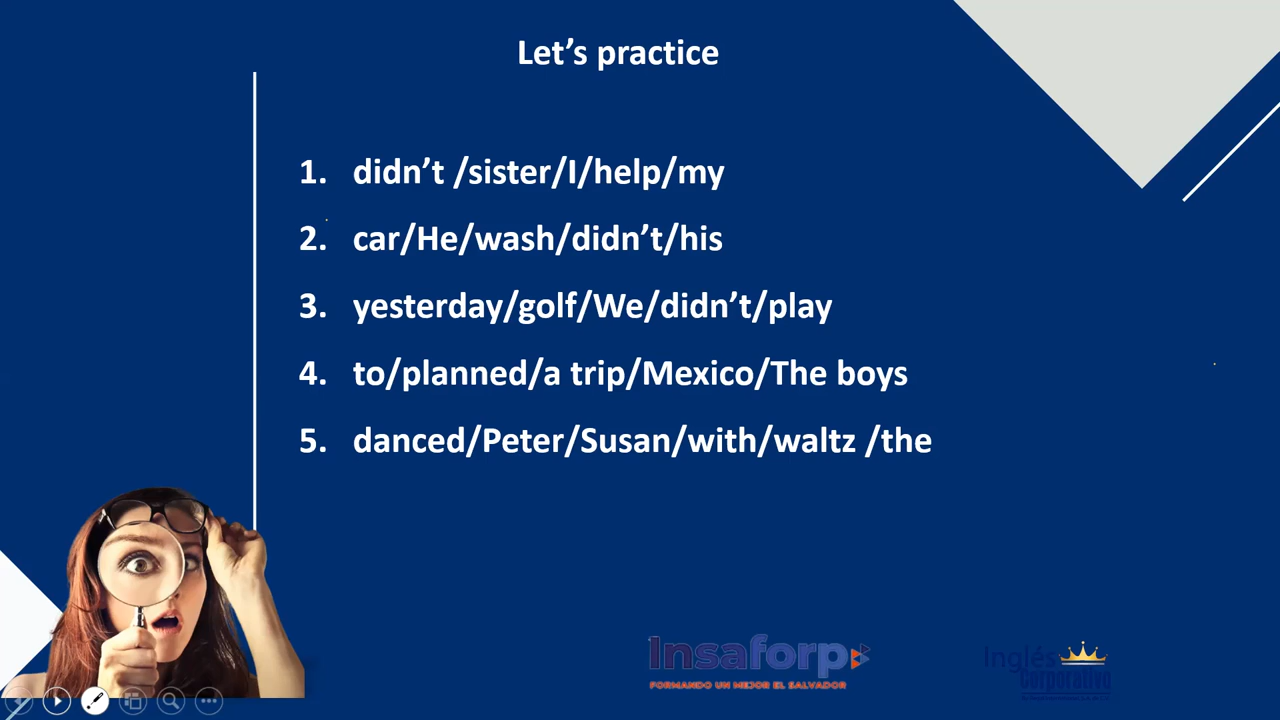 Let’s practice
1. didn’t /sister/I/help/my
2. car/He/wash/didn’t/his
3. yesterday/golf/We/didn’t/play
4. to/planned/a trip/Mexico/The boys
5. danced/Peter/Susan/with/waltz /the
Insaforp
FORMANDO UN MEJOR EL SALVADOR
Inglés
Corporativo